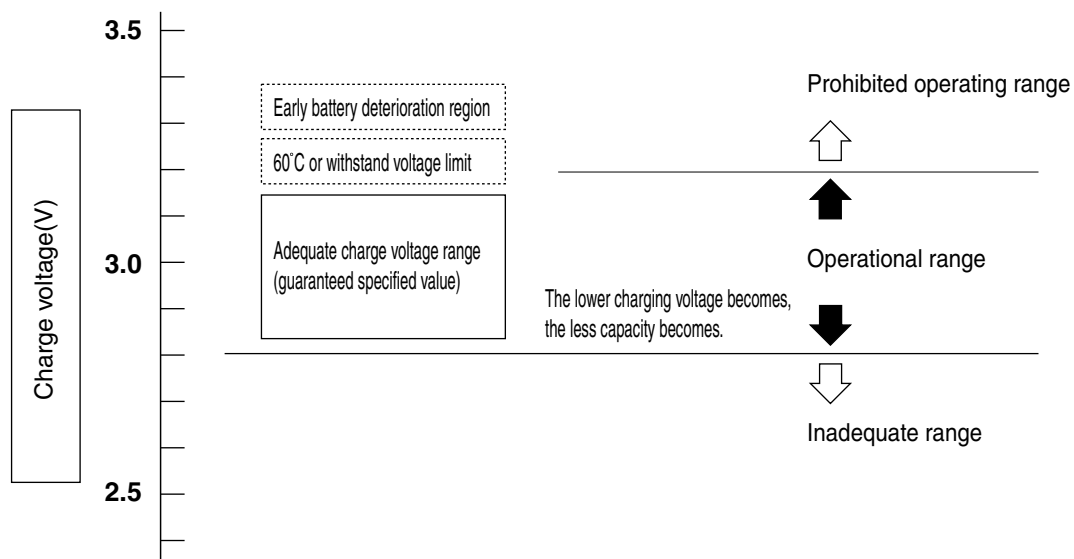 3.5
Early battery deterioration region
60˚C or withstand voltage limit
Adequate charge voltage range
(guaranteed specified value)
3.0
2.5
Charge voltage(V)
The lower charging voltage becomes,
the less capacity becomes.
Prohibited operating range
Operational range
Inadequate range